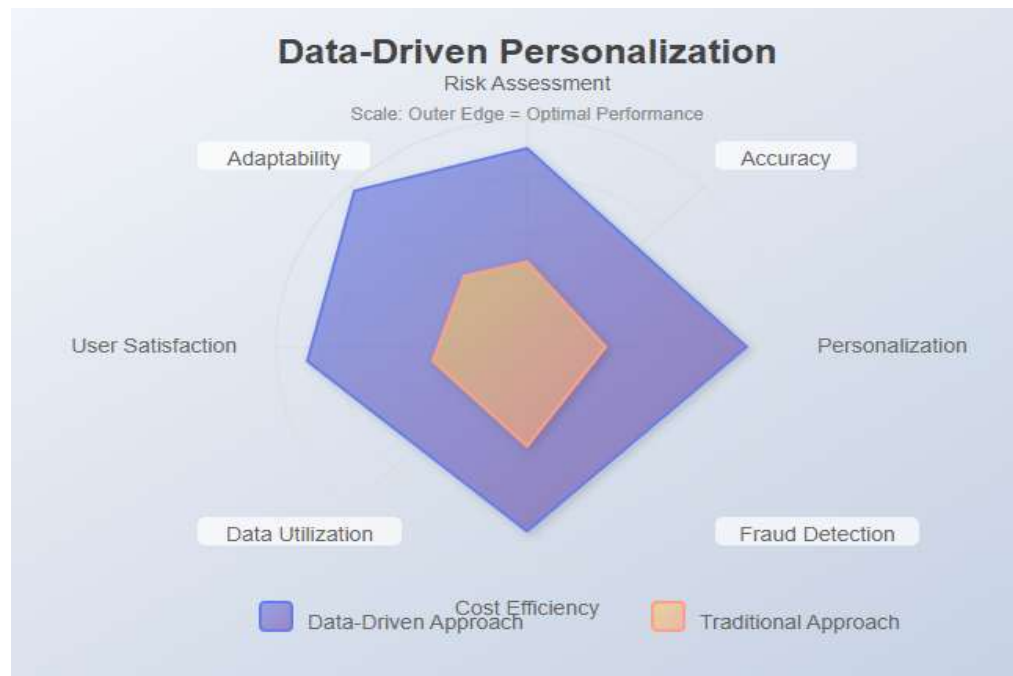 Data-Driven Personalization
Risk Assessment
Scale: Outer Edge = Optimal Performance
Adaptability
Accuracy
User Satisfaction
Personalization
Data Utilization
Fraud Detection
Cost Efficiency
Data-Driven Approach
Traditional Approach